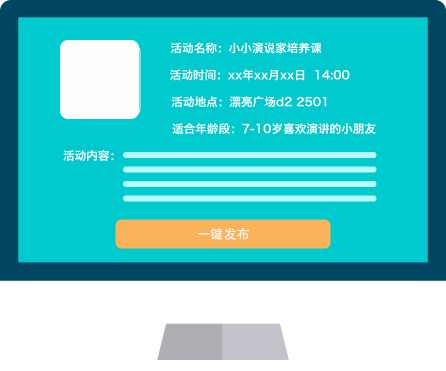 活动名称：小小演说家培养课
活动时间：xx年xx月xx日  14:00
活动地点：漂亮广场d2 2501
适合年龄段：7-10岁喜欢演讲的小朋友
活动内容：
一键发布